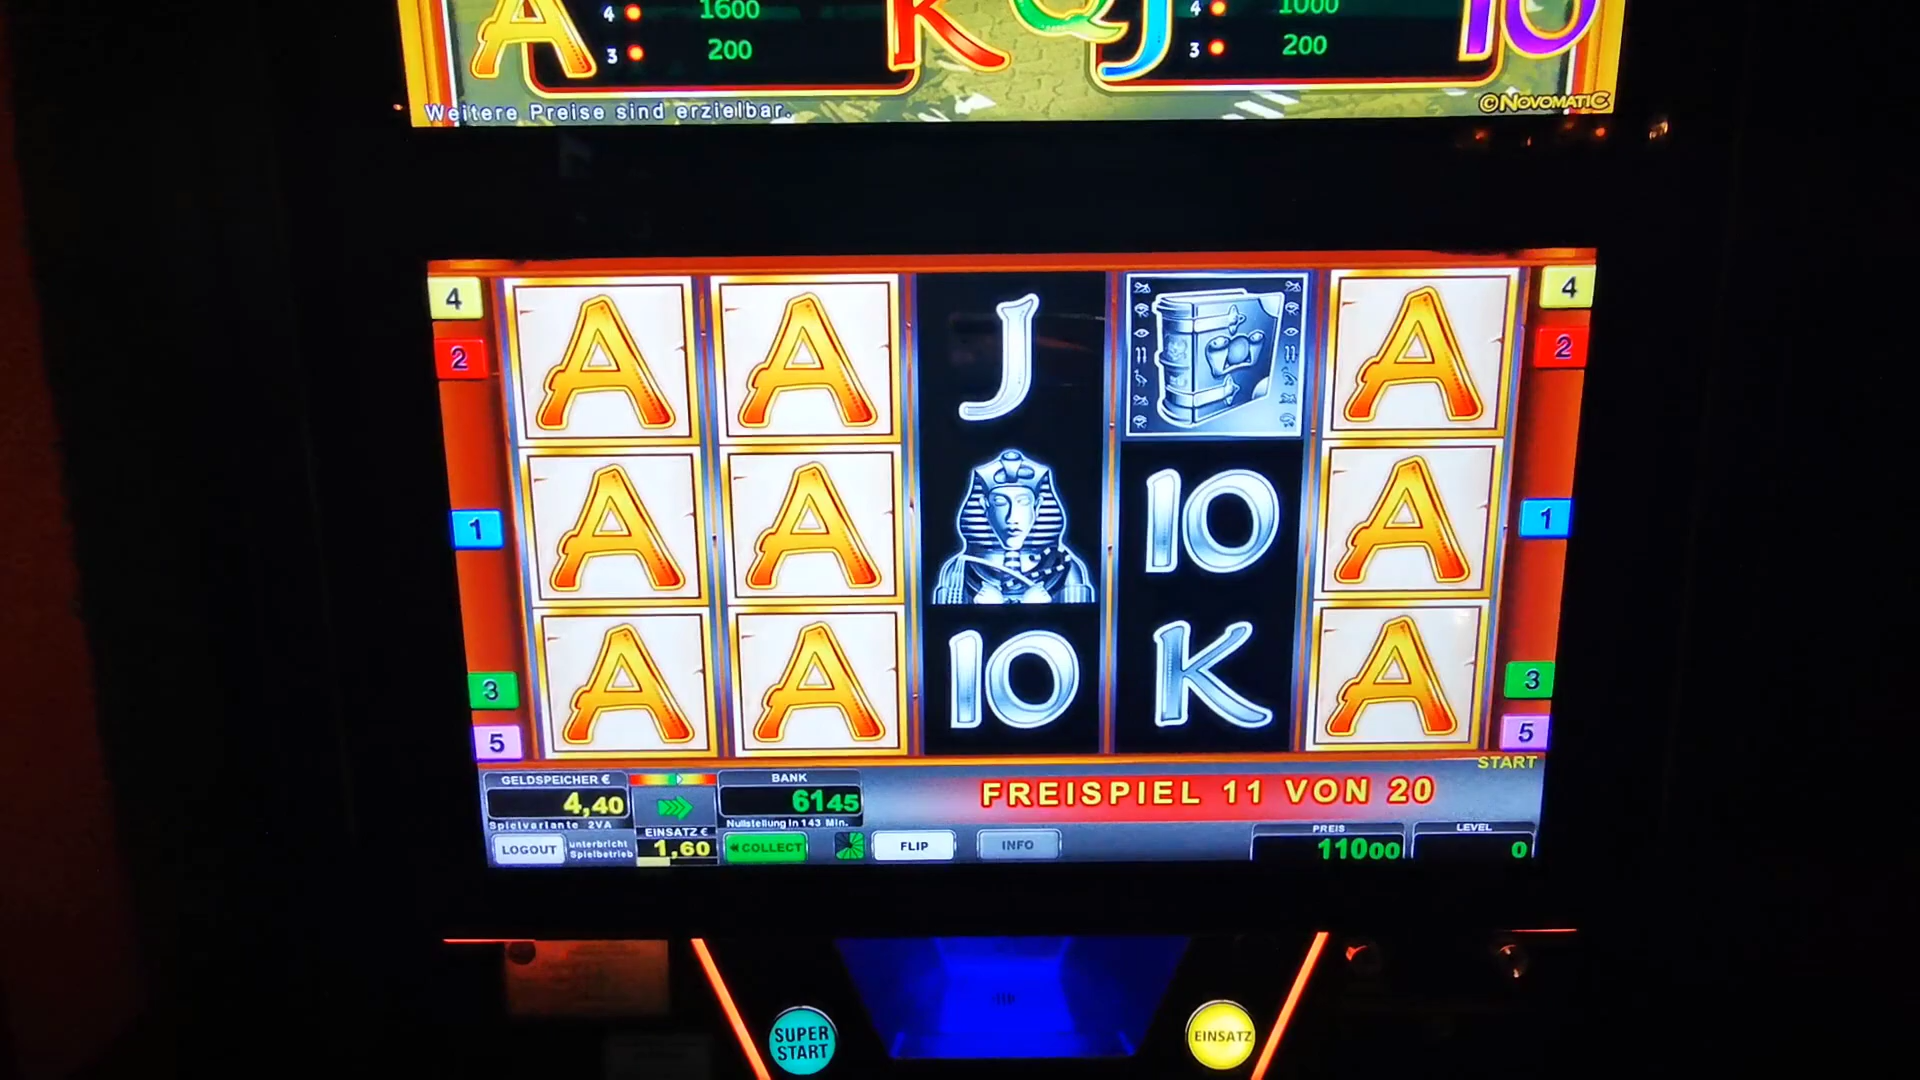 A 4 1600 K Q J 4 1000 10
3 200 3 200
Weitere Preise sind erzielbar.
©NOVOMATIC
4 A A J A 4
2 2
1 A A 10 A 1
3 A A 10 K A 3
5 5
START
GELDSPEICHER € BANK
4,40 6145 FREISPIEL 11 VON 20
Spielvariante 2VA Nullstellung in 143 Min.
EINSATZ € PREIS LEVEL
LOGOUT unterbricht 1,60 COLLECT FLIP INFO 11000 0
Spielbetrieb
SUPER EINSATZ
START